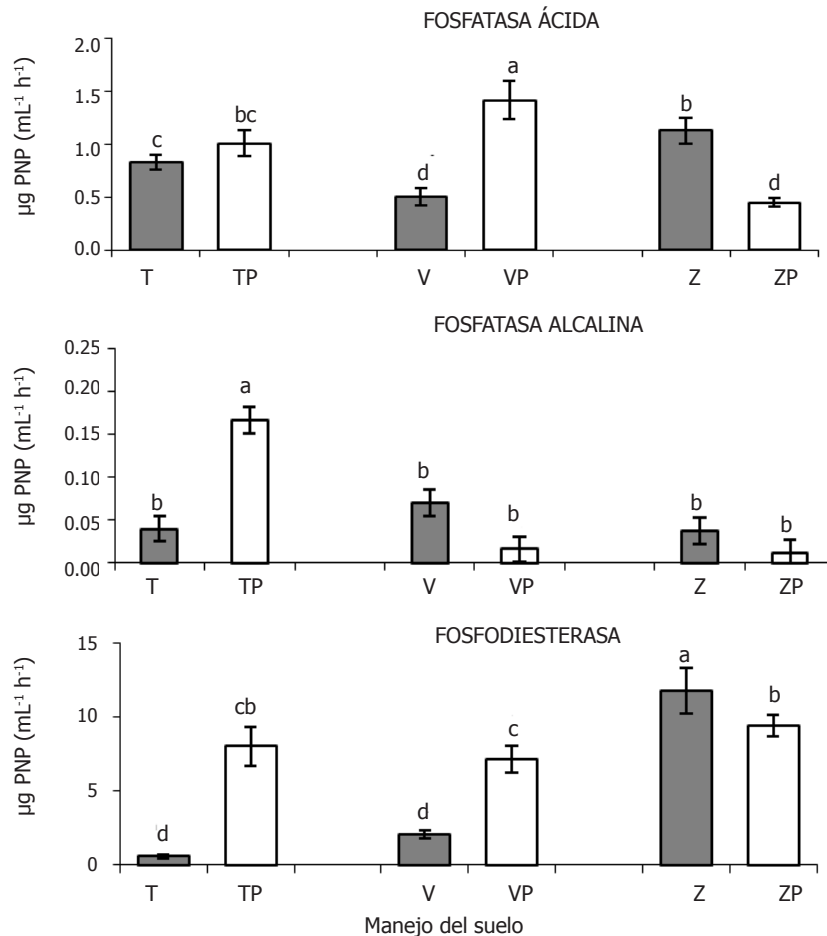 FOSFATASA ÁCIDA
µg PNP (mL⁻¹ h⁻¹)
2.0
1.5
1.0
0.5
0.0
c
bc
d
a
b
d
T TP V VP Z ZP
FOSFATASA ALCALINA
µg PNP (mL⁻¹ h⁻¹)
0.25
0.20
0.15
0.10
0.05
0.00
b
a
b
b
b
b
T TP V VP Z ZP
FOSFODIESTERASA
µg PNP (mL⁻¹ h⁻¹)
15
10
5
0
d
cb
d
c
a
b
T TP V VP Z ZP
Manejo del suelo